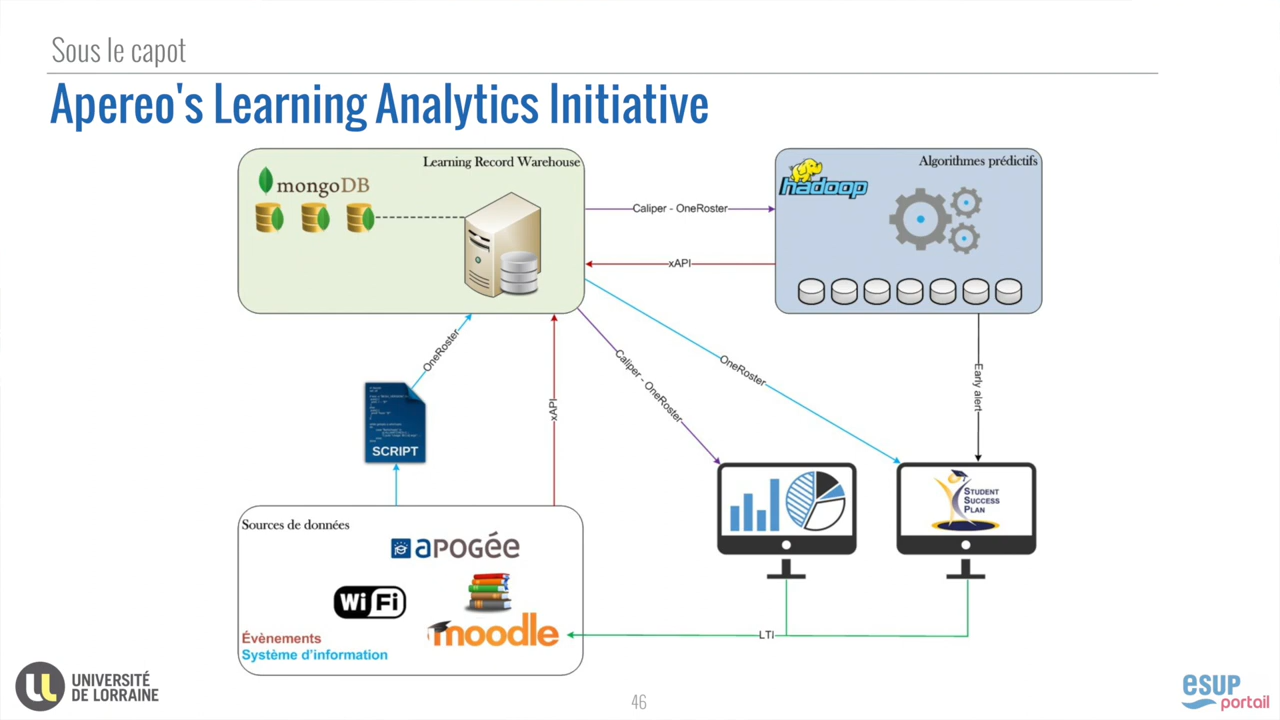 Sous le capot
Apereo's Learning Analytics Initiative
Learning Record Warehouse
mongoDB
Caliper - OneRoster
xAPI
hadoop
Algorithmes prédictifs
OneRoster
xAPI
Caliper - OneRoster
OneRoster
Early alert
SCRIPT
STUDENT
SUCCESS
PLAN
Sources de données
APOGÉE
WiFi
moodle
Évènements
Système d'information
LTI
UNIVERSITÉ
DE LORRAINE
46
esup
portail